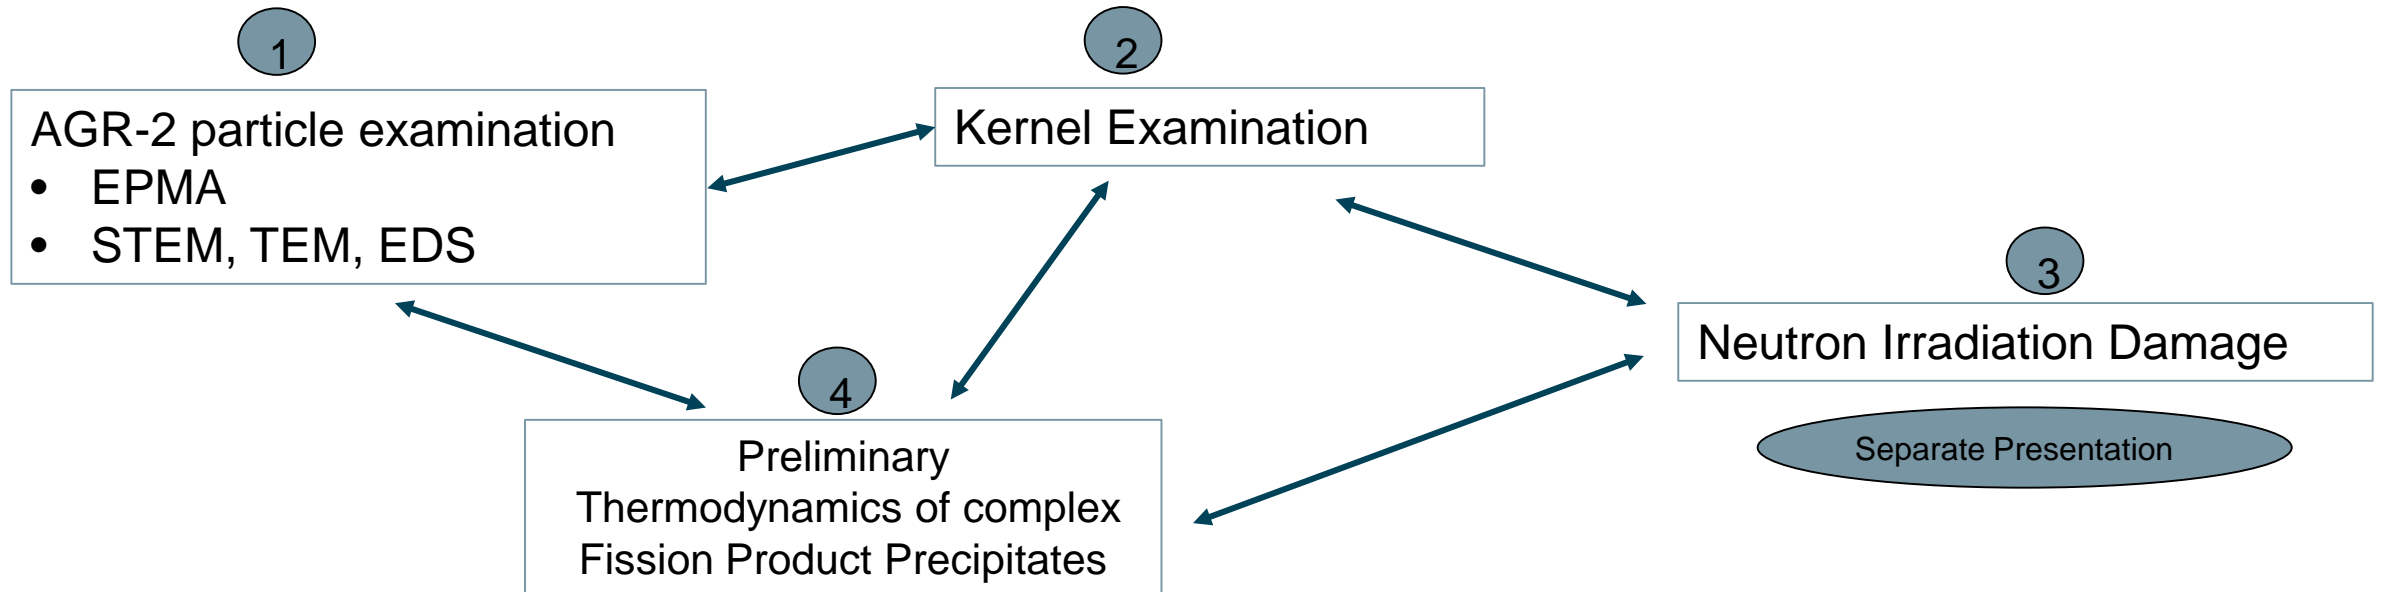 1
AGR-2 particle examination
• EPMA
• STEM, TEM, EDS
2
Kernel Examination
3
Neutron Irradiation Damage
Separate Presentation
4
Preliminary
Thermodynamics of complex
Fission Product Precipitates